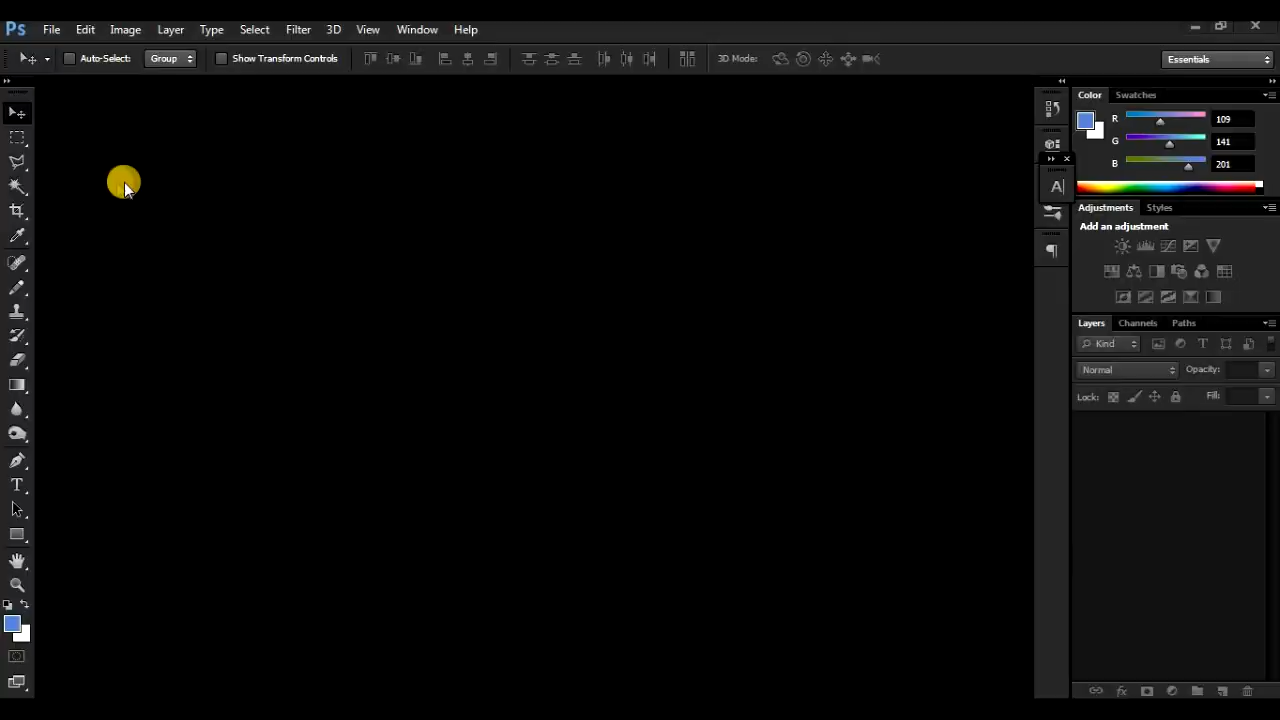 Ps File Edit Image Layer Type Select Filter 3D View Window Help
Auto-Select: Group Show Transform Controls 3D Mode: Essentials
Color Swatches
R 109
G 141
B 201
A
Adjustments Styles
Add an adjustment
Layers Channels Paths
Kind T
Normal Opacity:
Lock: Fill:
T
fx